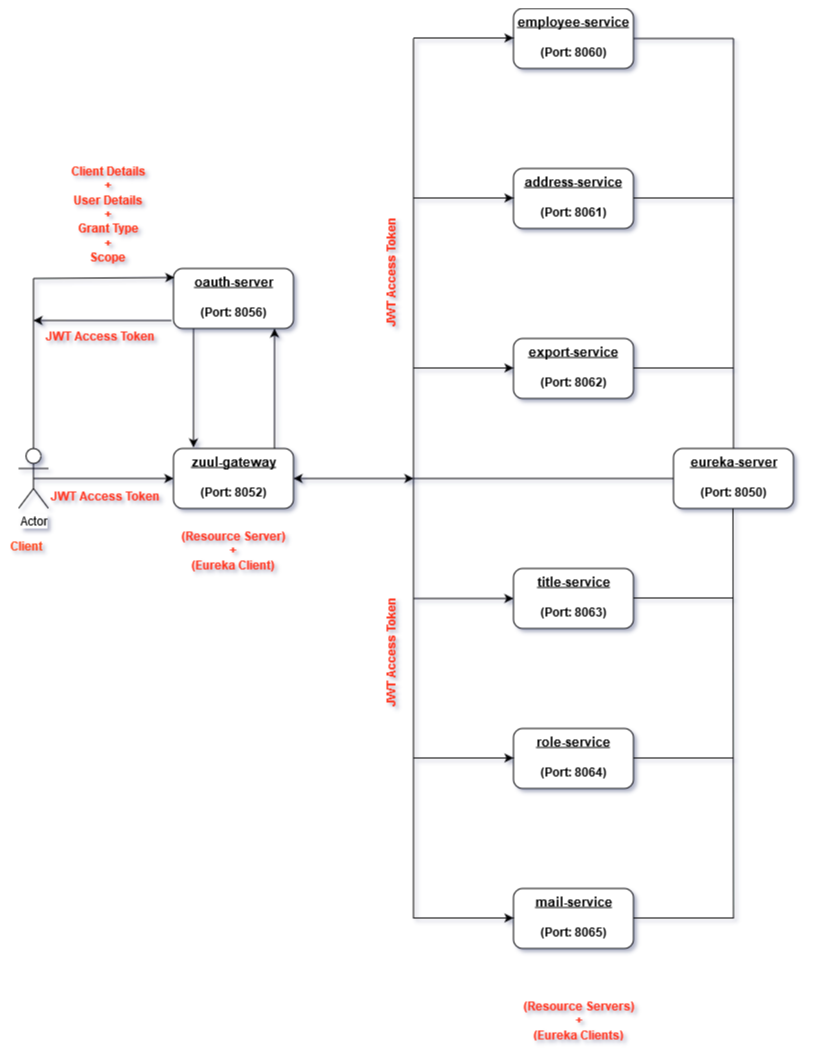 employee-service
(Port: 8060)
address-service
(Port: 8061)
Client Details
+
User Details
+
Grant Type
+
Scope
JWT Access Token
oauth-server
(Port: 8056)
JWT Access Token
export-service
(Port: 8062)
zuul-gateway
(Port: 8052)
eureka-server
(Port: 8050)
JWT Access Token
Actor
Client
(Resource Server)
+
(Eureka Client)
title-service
(Port: 8063)
JWT Access Token
role-service
(Port: 8064)
mail-service
(Port: 8065)
(Resource Servers)
+
(Eureka Clients)